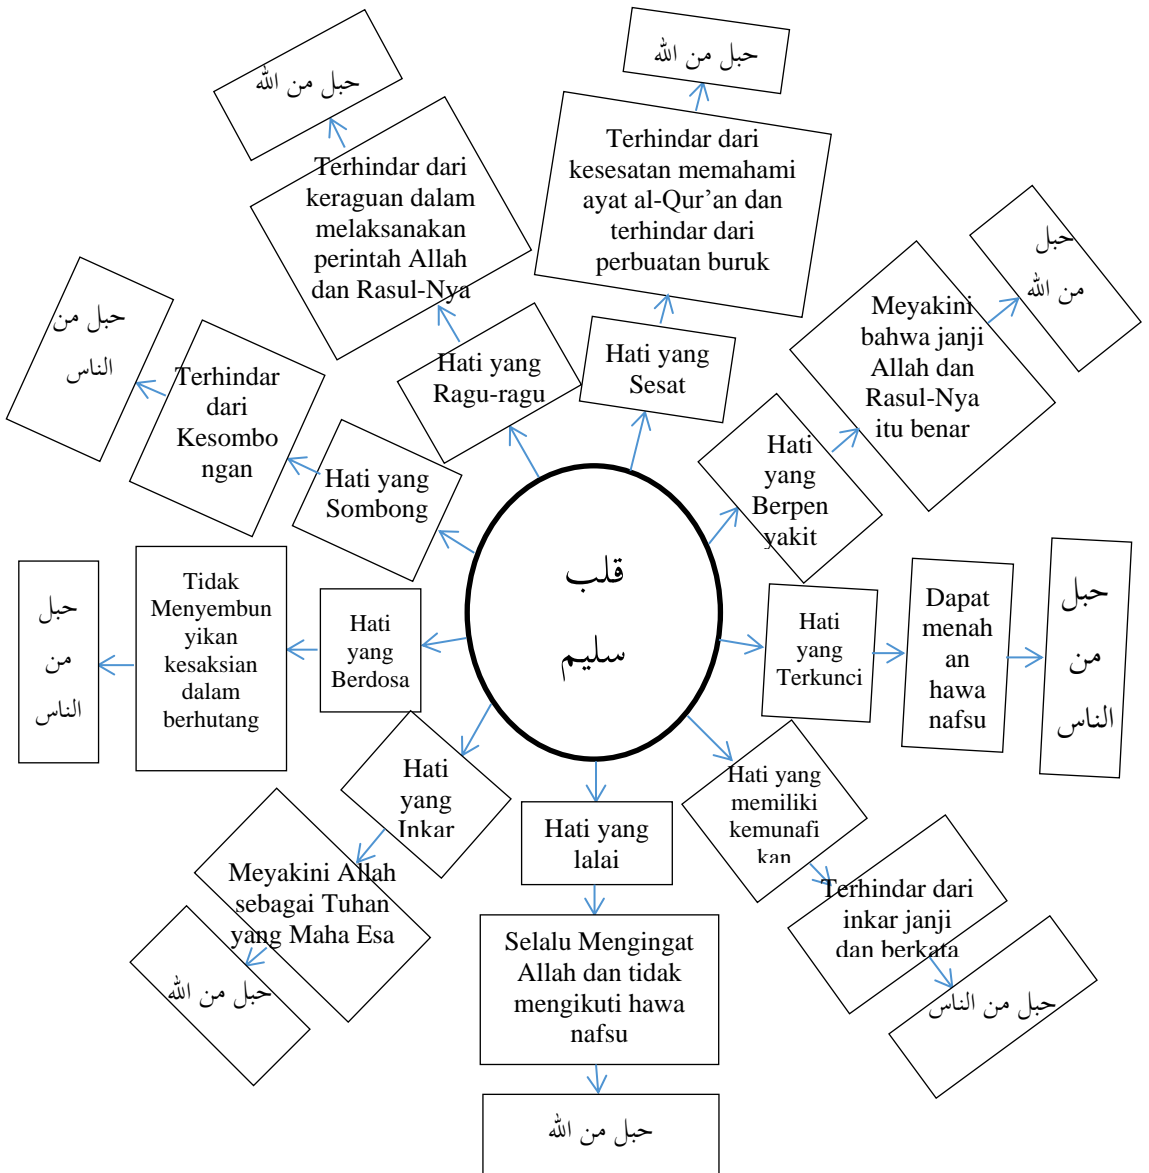 حبل من الله
حبل من الله
Terhindar dari
keraguan dalam
melaksanakan
perintah Allah
dan Rasul-Nya
Terhindar dari
kesesatan memahami
ayat al-Qur’an dan
terhindar dari
perbuatan buruk
حبل
من الله
Meyakini
bahwa janji
Allah dan
Rasul-Nya
itu benar
حبل من
الناس
Terhindar
dari
Kesombo
ngan
Hati yang
Ragu-ragu
Hati yang
Sesat
Hati
yang
Berpen
yakit
Hati yang
Sombong
قلب
سليم
حبل
من
الناس
Tidak
Menyembun
yikan
kesaksian
dalam
berhutang
Hati
yang
Berdosa
Hati
yang
Terkunci
Dapat
menah
an
hawa
nafsu
حبل
من
الناس
Hati
yang
Inkar
Hati yang
lalai
Hati yang
memiliki
kemunafi
kan
Meyakini Allah
sebagai Tuhan
yang Maha Esa
حبل من الله
Selalu Mengingat
Allah dan tidak
mengikuti hawa
nafsu
Terhindar dari
inkar janji
dan berkata
حبل من الناس
حبل من الله